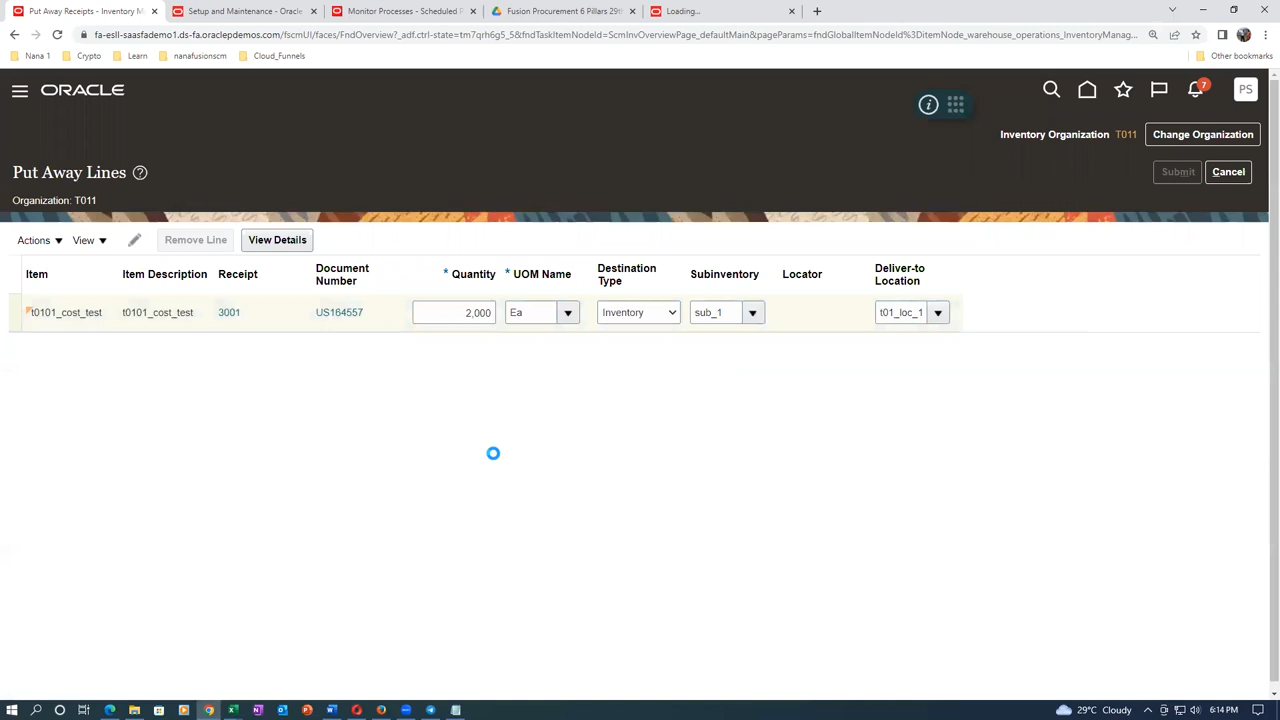 Put Away Receipts - Inventory M
Setup and Maintenance - Oracle
Monitor Processes - Scheduled P
Fusion Procurement 6 Pillars 29th
Loading...
fa-esll-saasfademo1.ds-fa.oraclepdemos.com/fscmUI/faces/FndOverview?_adf.ctrl-state=tm7qrh6g5_5&fndTaskItemNodeId=ScmInvOverviewPage_defaultMain&pageParams=fndGlobalItemNodeId%3DitemNode_warehouse_operations_InventoryManag...
Nana 1
Crypto
Learn
nanafusionscm
Cloud_Funnels
Other bookmarks
ORACLE
7
PS
Inventory Organization T011 Change Organization
Put Away Lines
Submit Cancel
Organization: T011
Actions View Remove Line View Details
Item Item Description Receipt Document Number * Quantity * UOM Name Destination Type Subinventory Locator Deliver-to Location
t0101_cost_test t0101_cost_test 3001 US164557 2,000 Ea Inventory sub_1 t01_loc_1
29°C Cloudy 6:14 PM